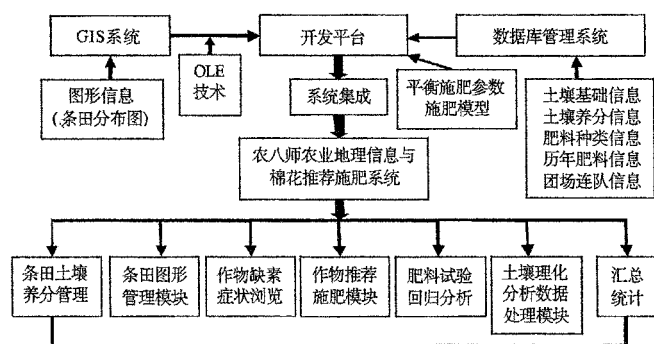 GIS系统
开发平台
数据库管理系统
OLE
技术
图形信息
(条田分布图)
系统集成
平衡施肥参数
施肥模型
土壤基础信息
土壤养分信息
肥料种类信息
历年肥料信息
团场连队信息
农八师农业地理信息与
棉花推荐施肥系统
条田土壤
养分管理
条田图形
管理模块
作物缺素
症状浏览
作物推荐
施肥模块
肥料试验
回归分析
土壤理化
分析数据
处理模块
汇总
统计